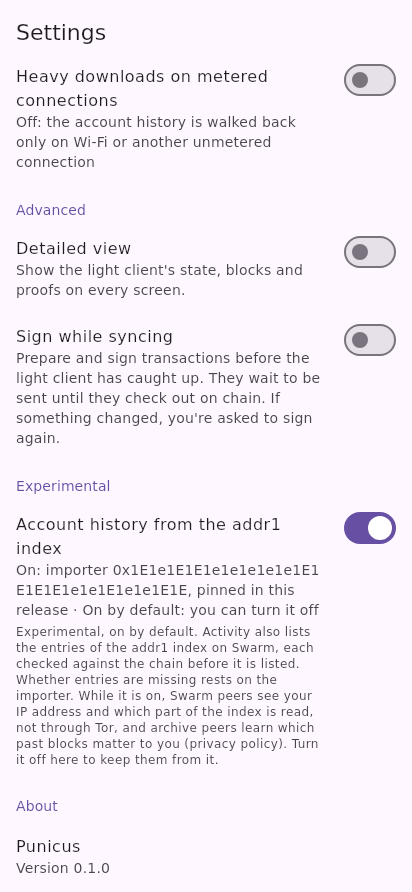 Settings
Heavy downloads on metered
connections
Off: the account history is walked back
only on Wi-Fi or another unmetered
connection
Advanced
Detailed view
Show the light client's state, blocks and
proofs on every screen.
Sign while syncing
Prepare and sign transactions before the
light client has caught up. They wait to be
sent until they check out on chain. If
something changed, you're asked to sign
again.
Experimental
Account history from the addr1
index
On: importer 0x1E1e1E1E1e1e1e1e1e1E1
E1E1E1e1e1E1e1e1E1E, pinned in this
release · On by default: you can turn it off
Experimental, on by default. Activity also lists
the entries of the addr1 index on Swarm, each
checked against the chain before it is listed.
Whether entries are missing rests on the
importer. While it is on, Swarm peers see your
IP address and which part of the index is read,
not through Tor, and archive peers learn which
past blocks matter to you (privacy policy). Turn
it off here to keep them from it.
About
Punicus
Version 0.1.0